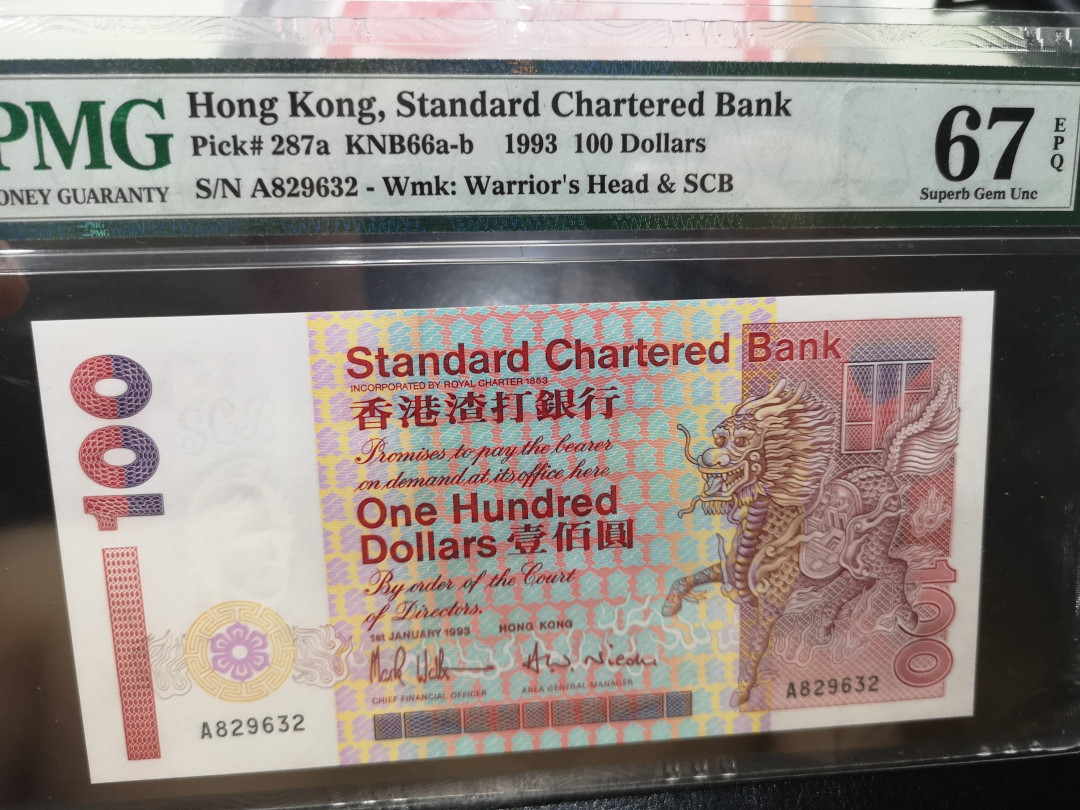 PMG
ONEY GUARANTY
Hong Kong, Standard Chartered Bank
Pick# 287a KNB66a-b 1993 100 Dollars
S/N A829632 - Wmk: Warrior's Head & SCB
67
EPQ
Superb Gem Unc
PMG
PMG
100
Standard Chartered Bank
INCORPORATED BY ROYAL CHARTER 1853
香港渣打銀行
Promises to pay the bearer
on demand at its office here
One Hundred
Dollars 壹佰圓
By order of the Court
of Directors.
1st JANUARY 1993 HONG KONG
CHIEF FINANCIAL OFFICER AREA GENERAL MANAGER
A829632
A829632
100